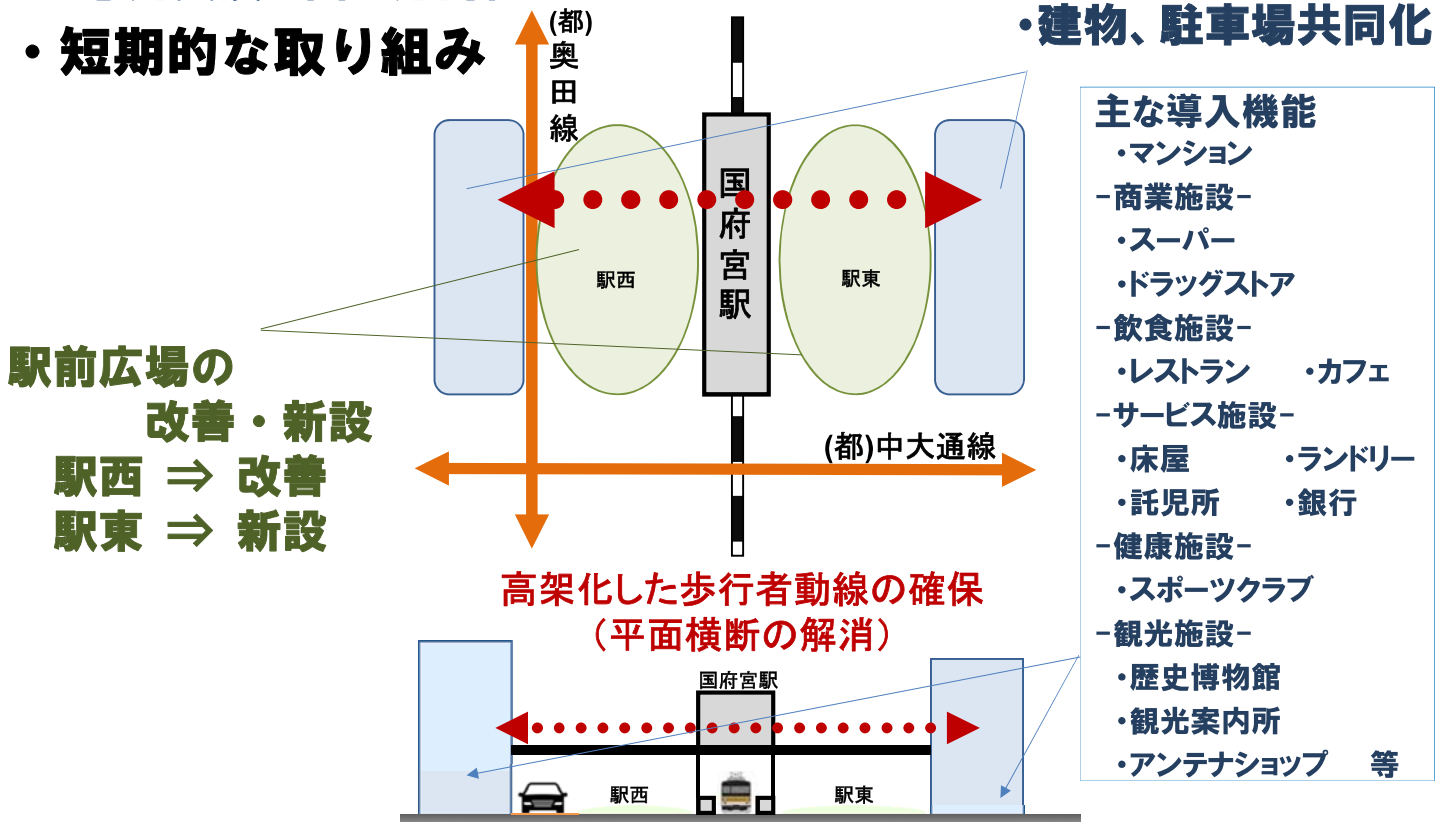 ・短期的な取り組み
(都)奥田線
・建物、駐車場共同化
主な導入機能
・マンション
－商業施設－
・スーパー
・ドラッグストア
－飲食施設－
・レストラン ・カフェ
－サービス施設－
・床屋 ・ランドリー
・託児所 ・銀行
－健康施設－
・スポーツクラブ
－観光施設－
・歴史博物館
・観光案内所
・アンテナショップ 等
国府宮駅
駅西
駅東
駅前広場の
改善・新設
駅西 ⇒ 改善
駅東 ⇒ 新設
(都)中大通線
高架化した歩行者動線の確保
（平面横断の解消）
国府宮駅
駅西
駅東